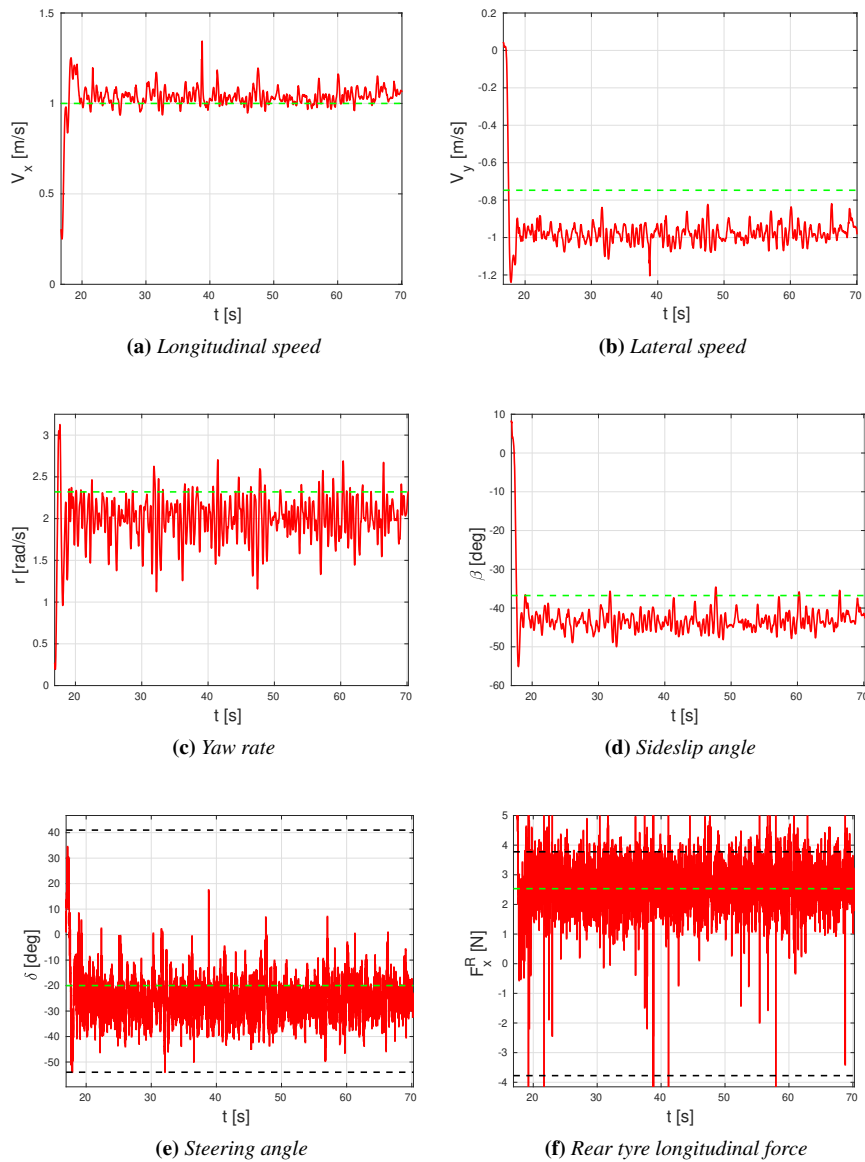 1.5
1
0.5
0
V_x [m/s]
20 30 40 50 60 70
t [s]
(a) Longitudinal speed
0.2
0
-0.2
-0.4
-0.6
-0.8
-1
-1.2
V_y [m/s]
20 30 40 50 60 70
t [s]
(b) Lateral speed
3
2.5
2
1.5
1
0.5
0
r [rad/s]
20 30 40 50 60 70
t [s]
(c) Yaw rate
10
0
-10
-20
-30
-40
-50
-60
β [deg]
20 30 40 50 60 70
t [s]
(d) Sideslip angle
40
30
20
10
0
-10
-20
-30
-40
-50
δ [deg]
20 30 40 50 60 70
t [s]
(e) Steering angle
5
4
3
2
1
0
-1
-2
-3
-4
F_x^R [N]
20 30 40 50 60 70
t [s]
(f) Rear tyre longitudinal force